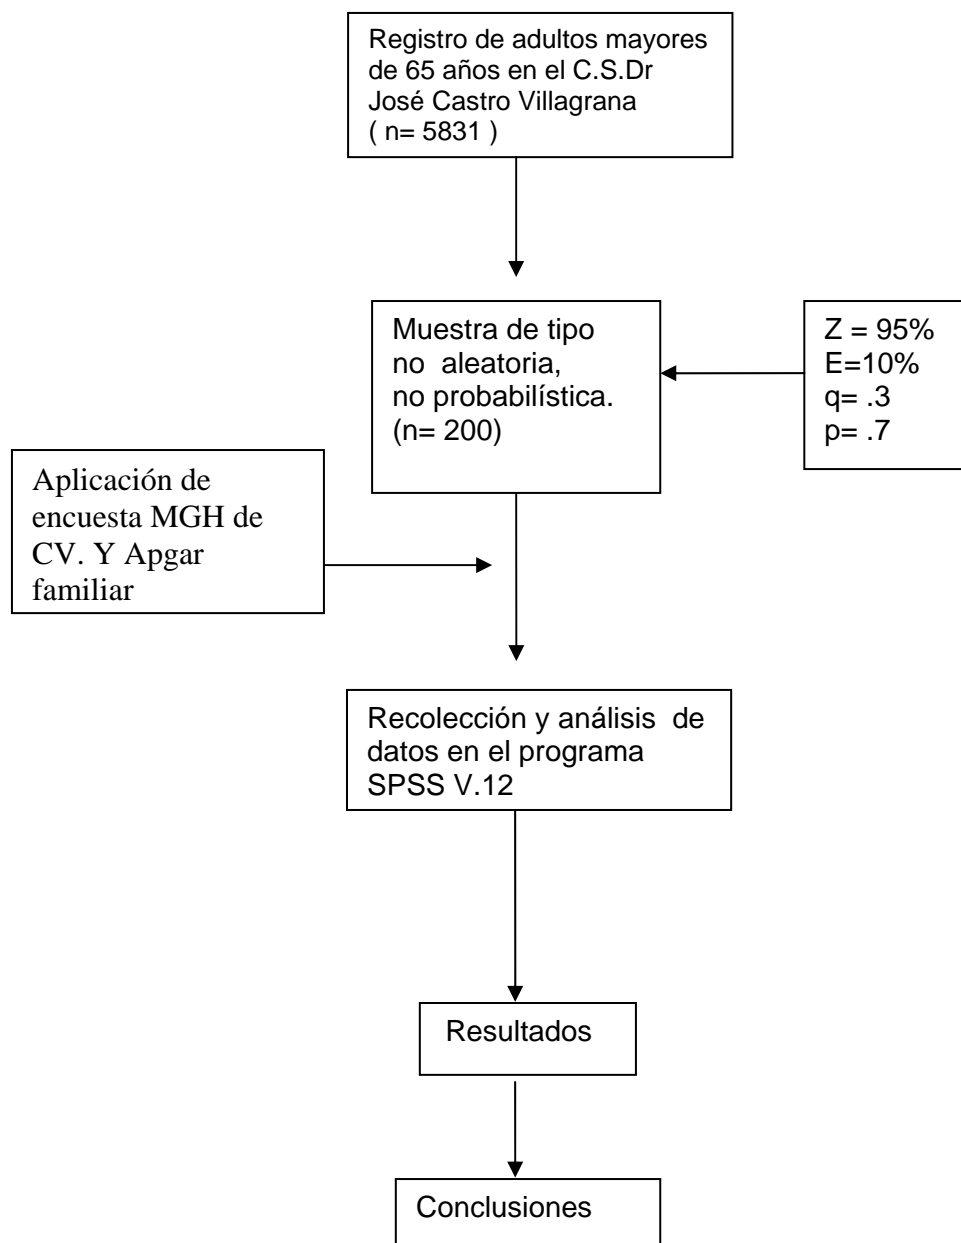 Registro de adultos mayores
de 65 años en el C.S.Dr
José Castro Villagrana
( n= 5831 )
Muestra de tipo
no aleatoria,
no probabilística.
(n= 200)
Z = 95%
E=10%
q= .3
p= .7
Aplicación de
encuesta MGH de
CV. Y Apgar
familiar
Recolección y análisis de
datos en el programa
SPSS V.12
Resultados
Conclusiones